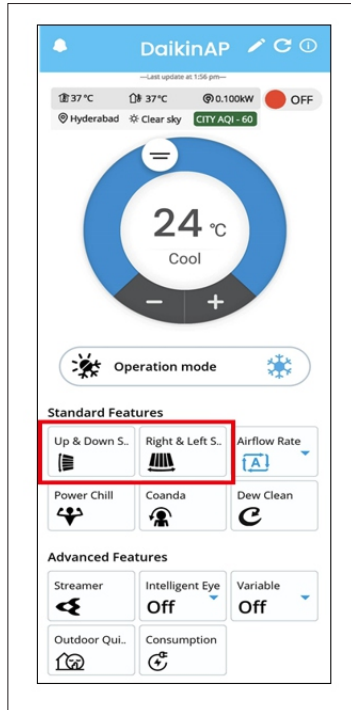 DaikinAP
—Last update at 1:56 pm—
37 °C 37°C 0.100kW OFF
Hyderabad Clear sky CITY AQI - 60
24 °C
Cool
− +
Operation mode
Standard Features
Up & Down S.. Right & Left S.. Airflow Rate
A
Power Chill Coanda Dew Clean
Advanced Features
Streamer Intelligent Eye Variable
Off Off
Outdoor Qui.. Consumption